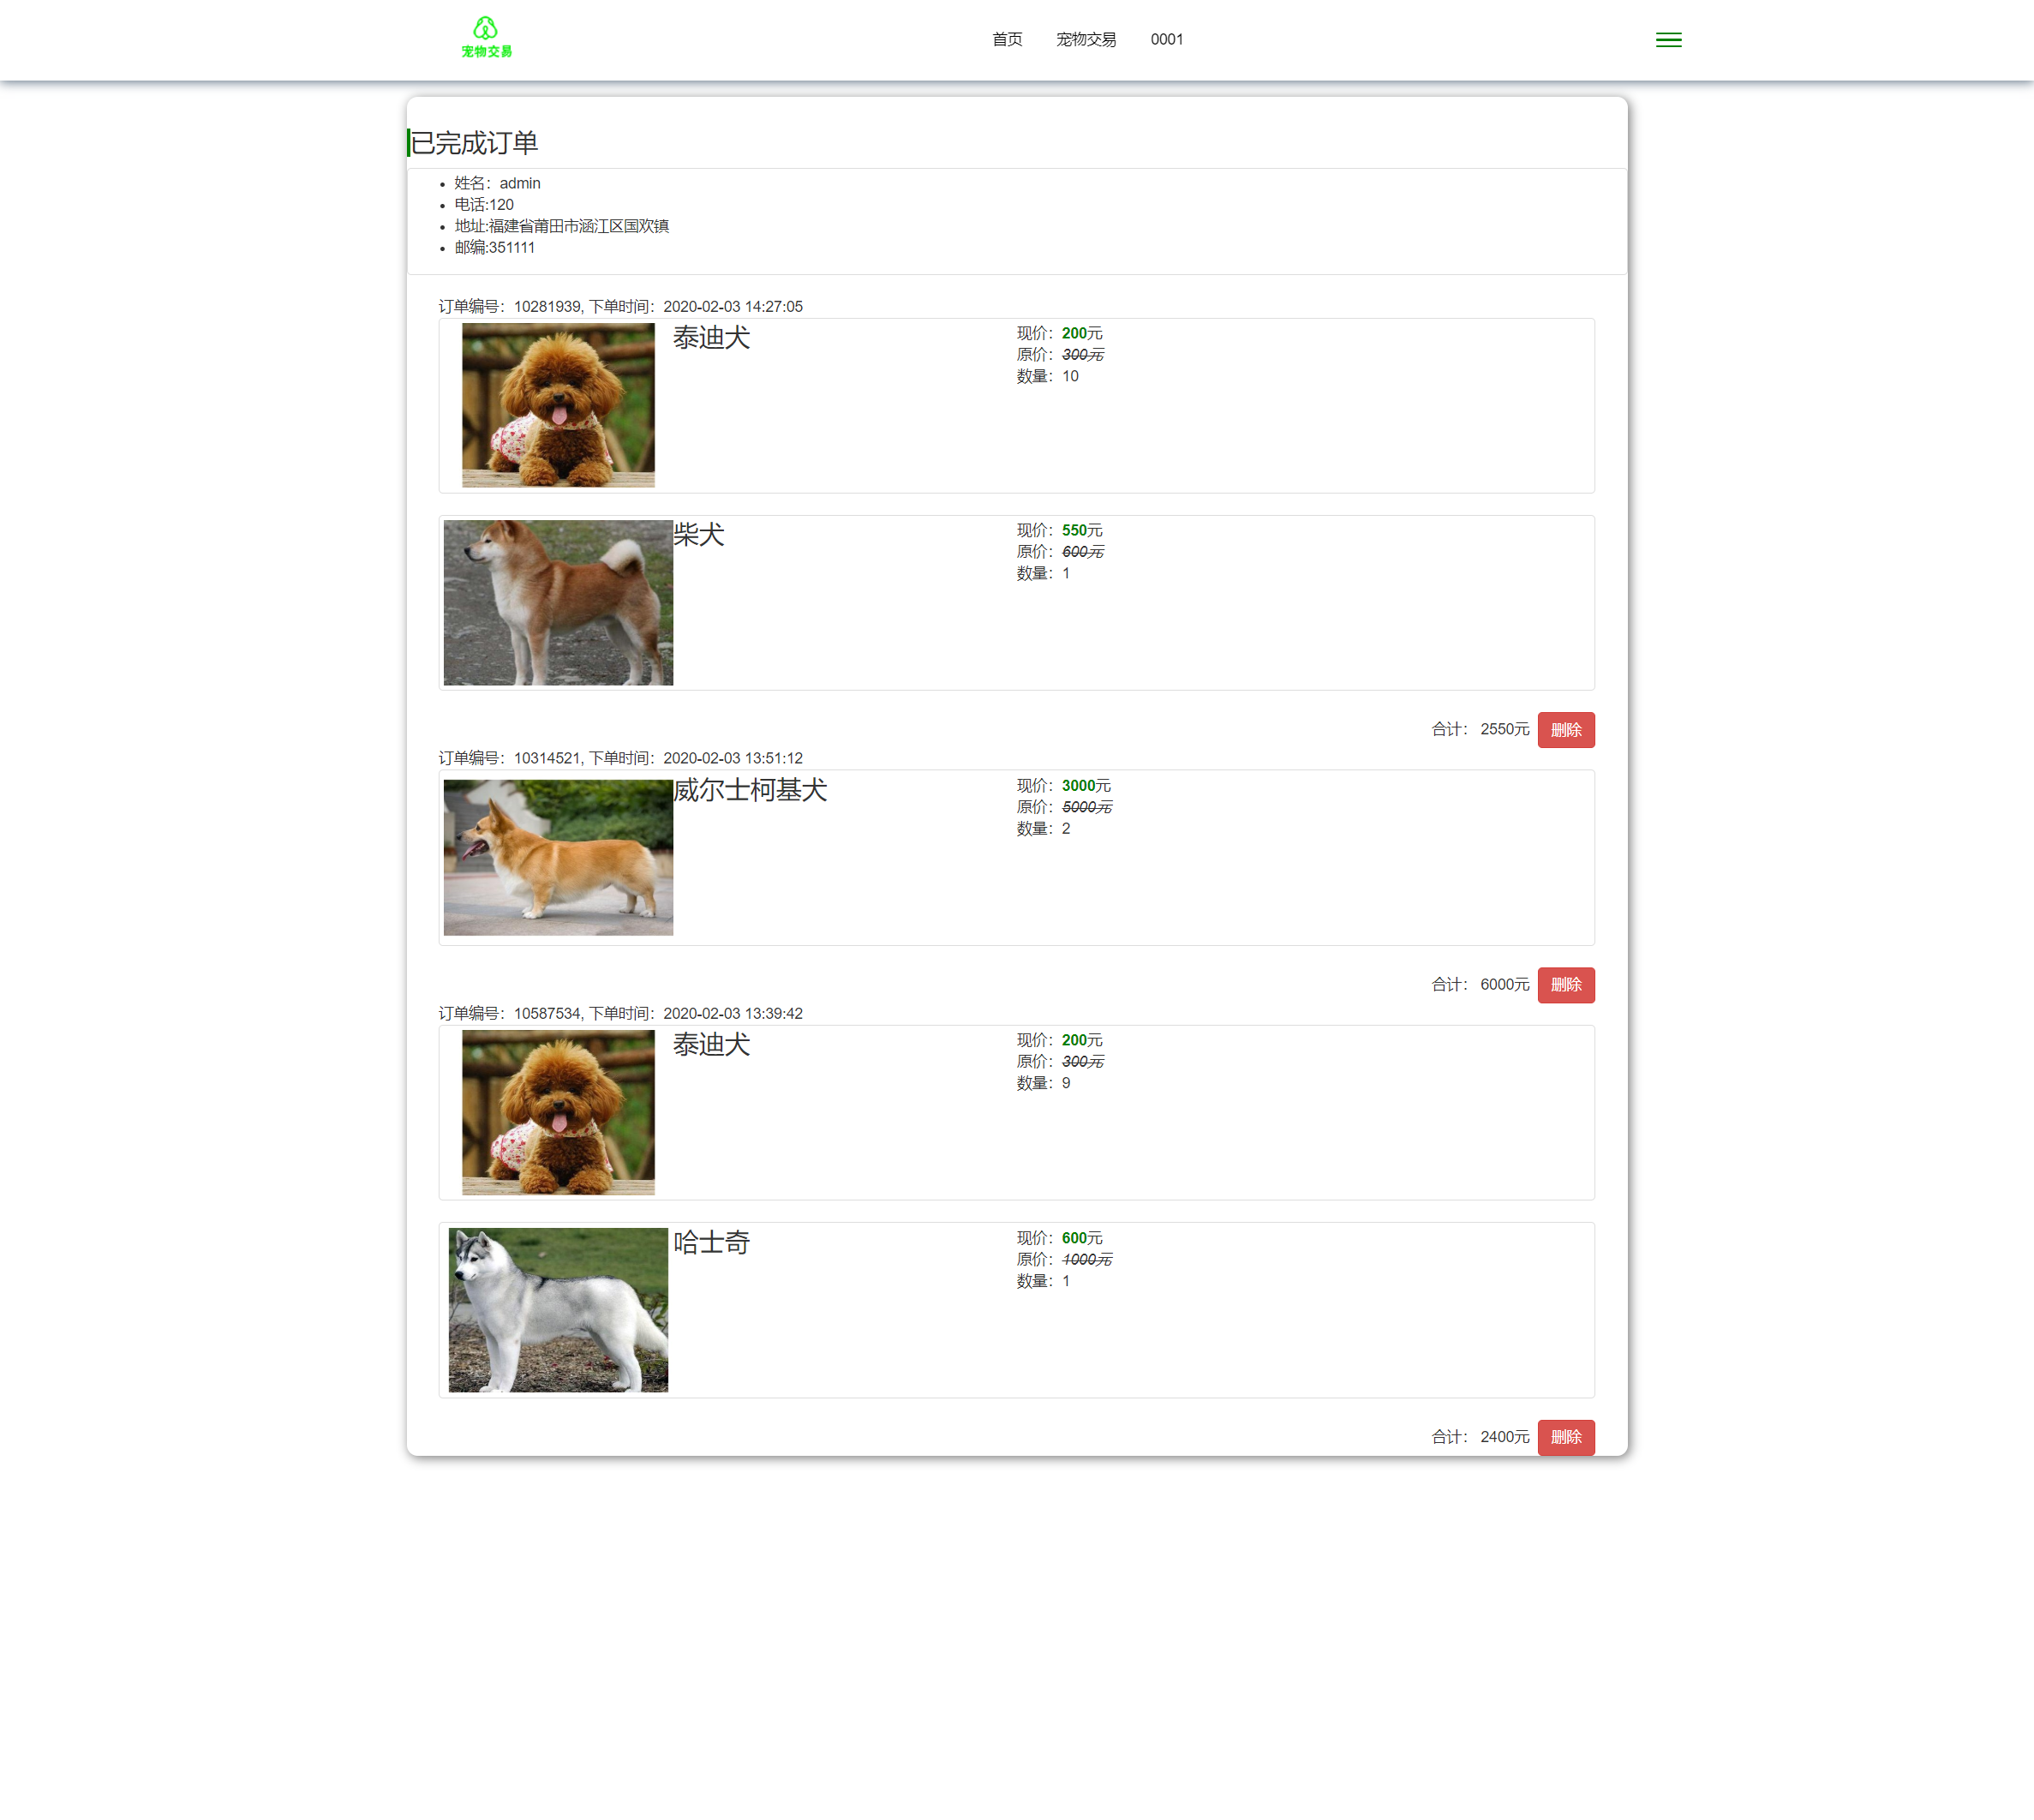 宠物交易
首页 宠物交易 0001
已完成订单
姓名：admin
电话:120
地址:福建省莆田市涵江区国欢镇
邮编:351111
订单编号：10281939, 下单时间：2020-02-03 14:27:05
泰迪犬
现价：200元
原价：300元
数量：10
柴犬
现价：550元
原价：600元
数量：1
合计： 2550元 删除
订单编号：10314521, 下单时间：2020-02-03 13:51:12
威尔士柯基犬
现价：3000元
原价：5000元
数量：2
合计： 6000元 删除
订单编号：10587534, 下单时间：2020-02-03 13:39:42
泰迪犬
现价：200元
原价：300元
数量：9
哈士奇
现价：600元
原价：1000元
数量：1
合计： 2400元 删除